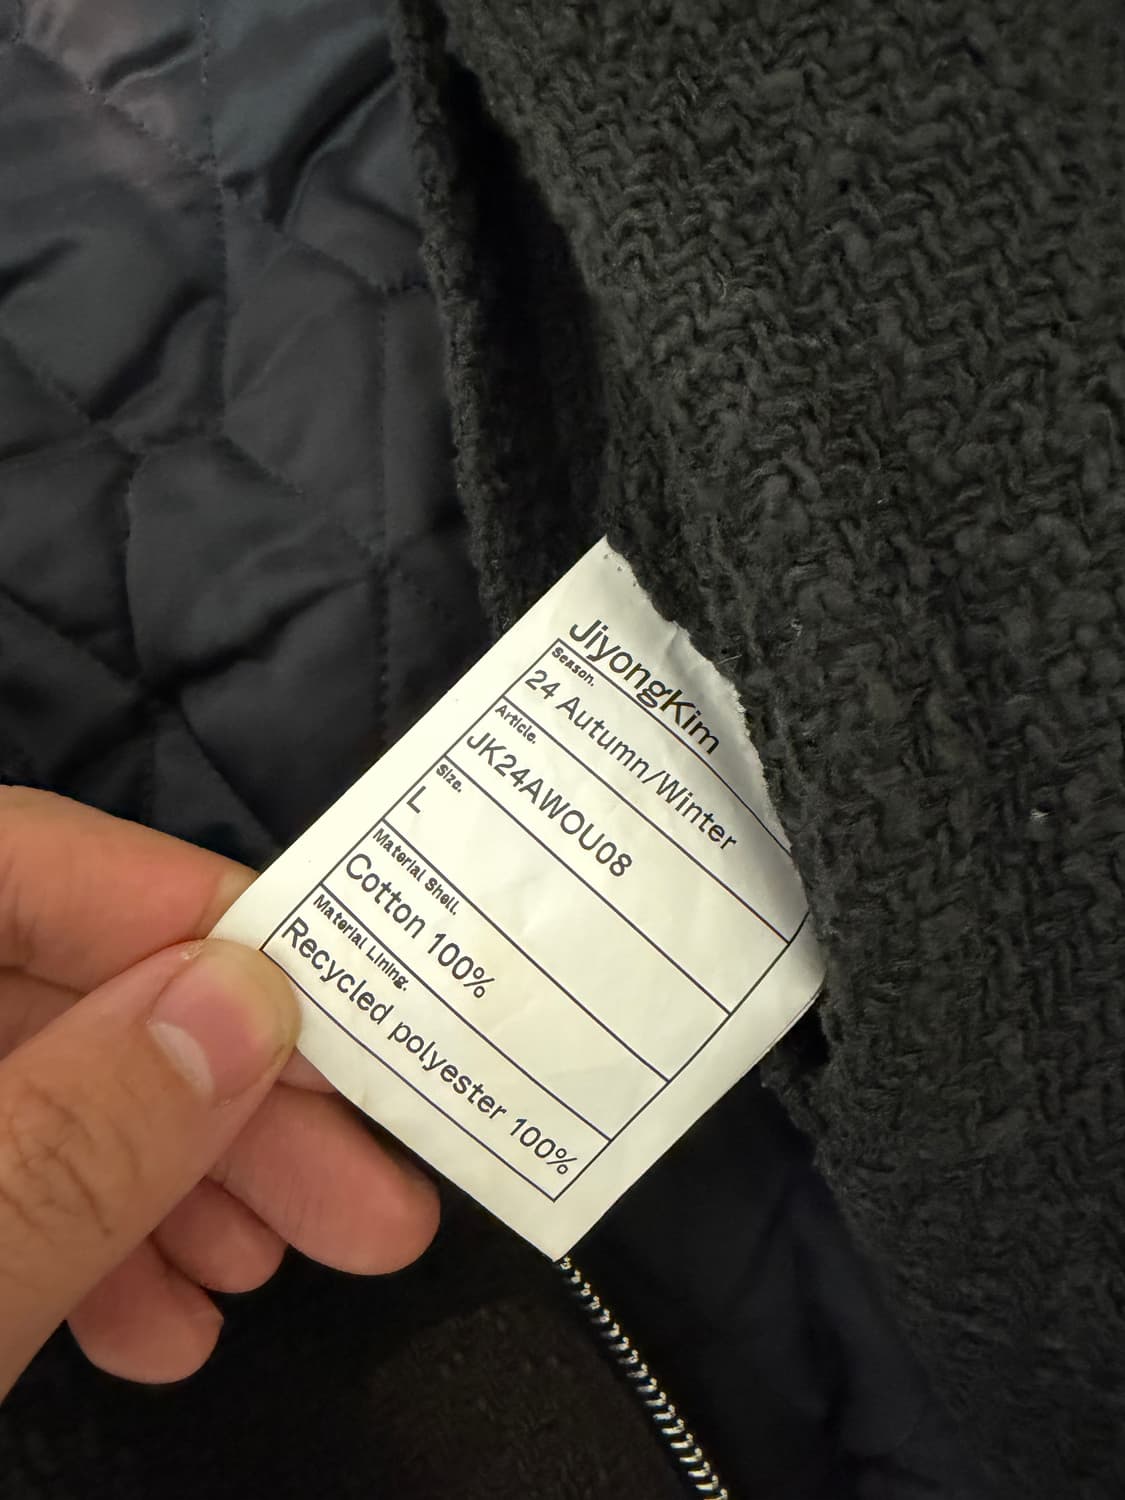 JiyongKim
Season.
24 Autumn/Winter
Article.
JK24AWOU08
Size.
L
Material Shell.
Cotton 100%
Material Lining.
Recycled polyester 100%